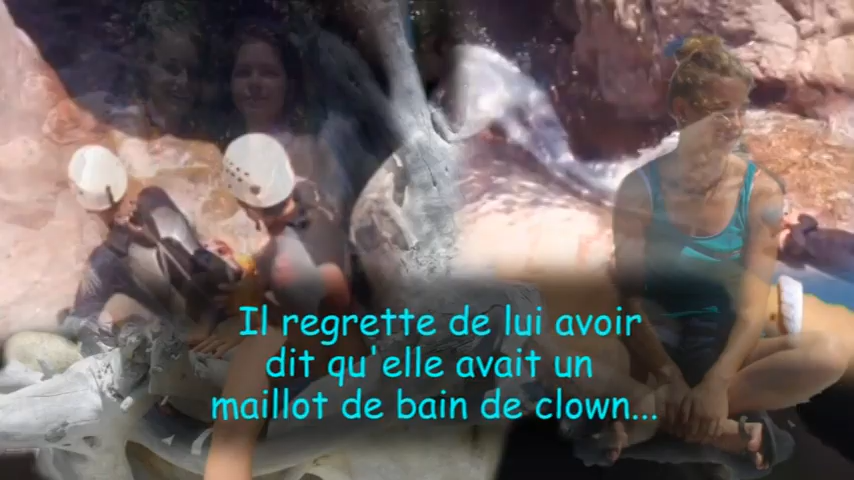 Il regrette de lui avoir
dit qu'elle avait un
maillot de bain de clown...